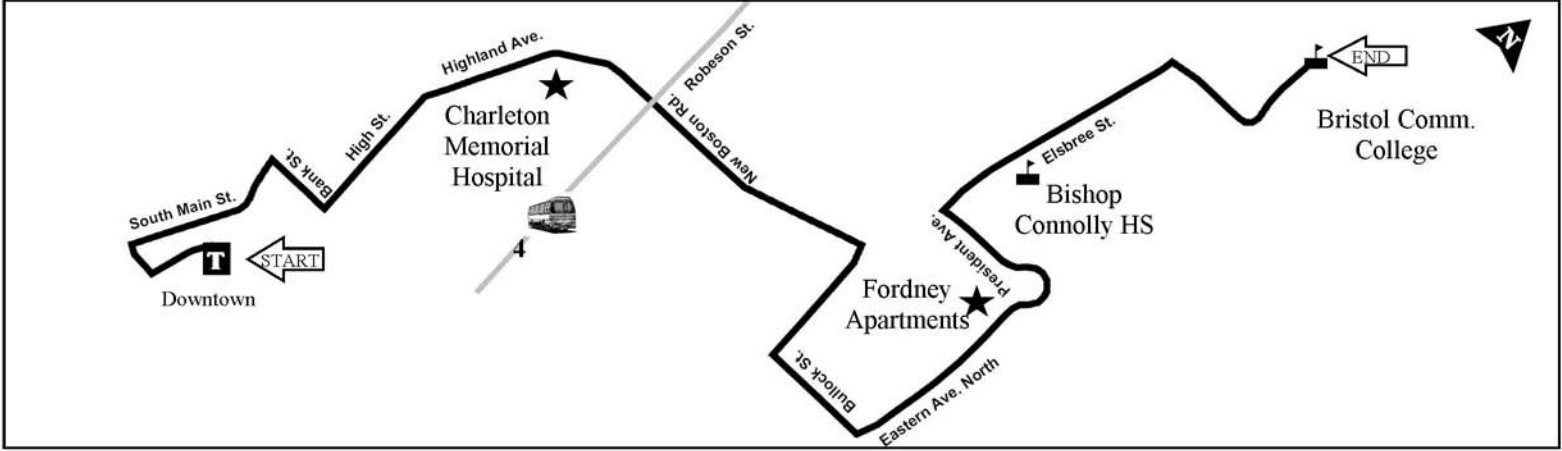 South Main St.
T
START
Downtown
Bank St.
High St.
Highland Ave.
Charleton
Memorial
Hospital
4
Robeson St.
New Boston Rd.
Bullock St.
Eastern Ave. North
Fordney
Apartments
President Ave.
Elsbree St.
Bishop
Connolly HS
END
Bristol Comm.
College
N